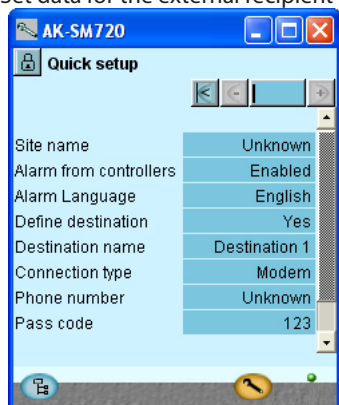 Set data for the external recipient
AK-SM720
Quick setup
Site name Unknown
Alarm from controllers Enabled
Alarm Language English
Define destination Yes
Destination name Destination 1
Connection type Modem
Phone number Unknown
Pass code 123